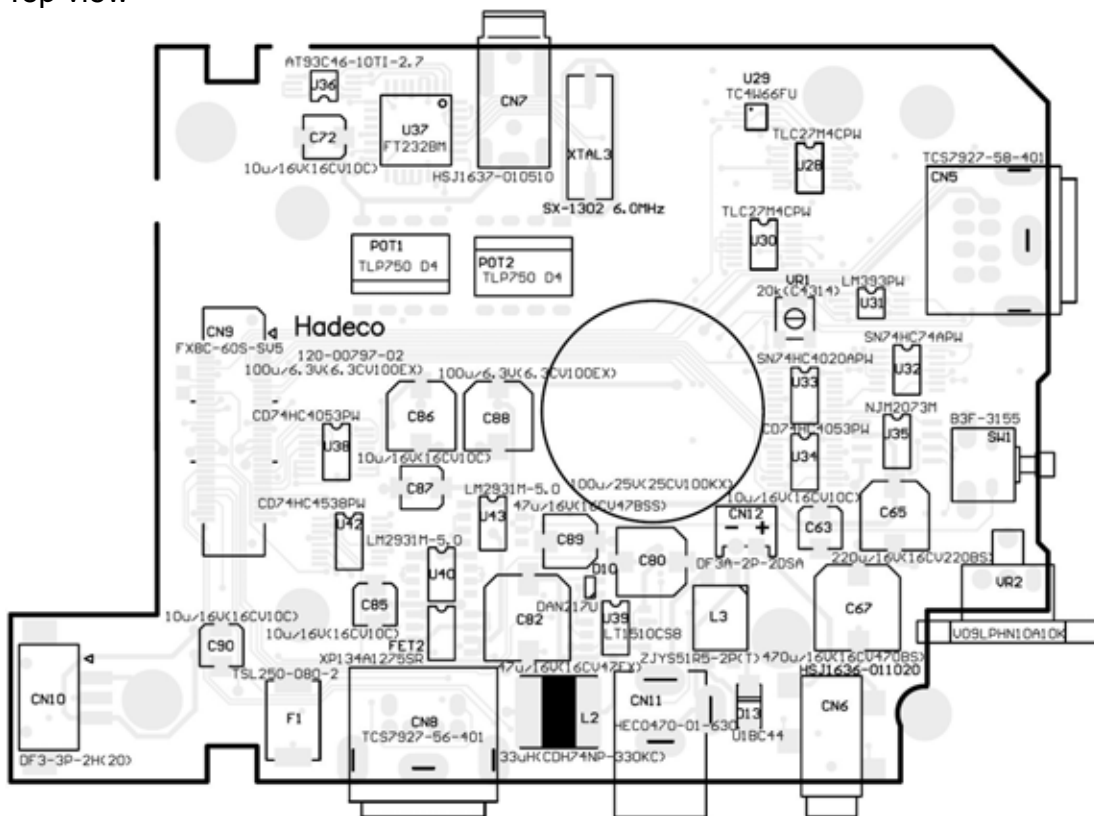 Top view
AT93C46-10TI-2.7
U36
C72
10u/16V(16CV10C)
U37
FT232BM
CN7
HSJ1637-010510
XTAL3
SX-1302 6.0MHz
U29
TC4W66FU
TLC27M4CPW
U28
TCS7927-58-401
CN5
TLC27M4CPW
U30
POT1
TLP750 D4
POT2
TLP750 D4
VR1
20k(C4314)
LM393PW
U31
CN9
FX8C-60S-SV5
Hadeco
120-00797-02
100u/6.3V(6.3CV100EX)
100u/6.3V(6.3CV100EX)
C86
C88
SN74HC74APW
U32
SN74HC4020APW
U33
CD74HC4053PW
U38
CD74HC4053PW
U34
NJM2073M
U35
B3F-3155
SW1
10u/16V(16CV10C)
C87
LM2931M-5.0
U43
100u/25V(25CV100KX)
47u/16V(16CV47BSS)
C89
10u/16V(16CV10C)
C63
CN12
- +
DF3A-2P-2DSA
C65
220u/16V(16CV220BS)
CD74HC4538PW
U42
LM2931M-5.0
U40
C80
D10
DAN217U
VR2
V09LPHN10A10K
10u/16V(16CV10C)
C90
C85
10u/16V(16CV10C)
FET2
XP134A1275SR
C82
47u/16V(16CV47EX)
U39
LT1510CS8
L3
ZJYS51R5-2P(T)
C67
470u/16V(16CV470BS)
CN10
DF3-3P-2H(20)
TSL250-080-2
F1
CN8
TCS7927-56-401
L2
33uH(CDH74NP-330KC)
CN11
HEC0470-01-630
D13
U1BC44
HSJ1636-011020
CN6